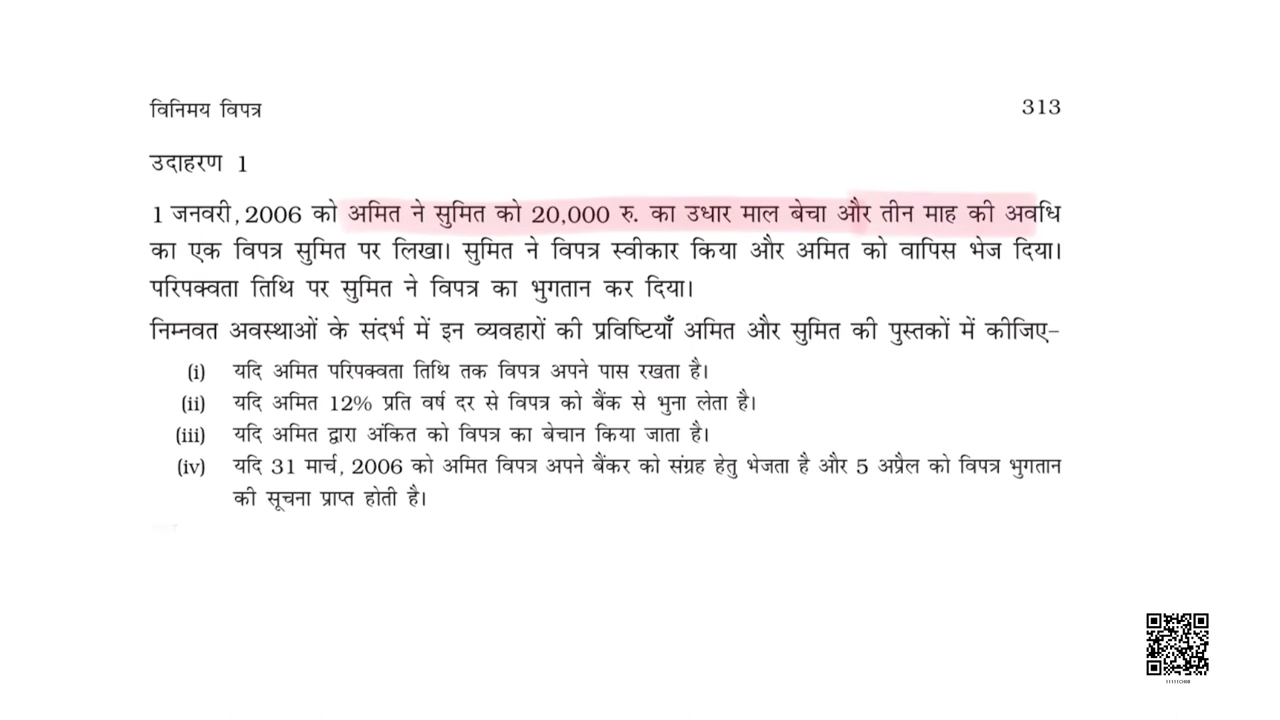 विनिमय विपत्र 313
उदाहरण 1
1 जनवरी, 2006 को अमित ने सुमित को 20,000 रु. का उधार माल बेचा और तीन माह की अवधि
का एक विपत्र सुमित पर लिखा। सुमित ने विपत्र स्वीकार किया और अमित को वापिस भेज दिया।
परिपक्वता तिथि पर सुमित ने विपत्र का भुगतान कर दिया।
निम्नवत अवस्थाओं के संदर्भ में इन व्यवहारों की प्रविष्टियाँ अमित और सुमित की पुस्तकों में कीजिए–
(i) यदि अमित परिपक्वता तिथि तक विपत्र अपने पास रखता है।
(ii) यदि अमित 12% प्रति वर्ष दर से विपत्र को बैंक से भुना लेता है।
(iii) यदि अमित द्वारा अंकित को विपत्र का बेचान किया जाता है।
(iv) यदि 31 मार्च, 2006 को अमित विपत्र अपने बैंकर को संग्रह हेतु भेजता है और 5 अप्रैल को विपत्र भुगतान
की सूचना प्राप्त होती है।